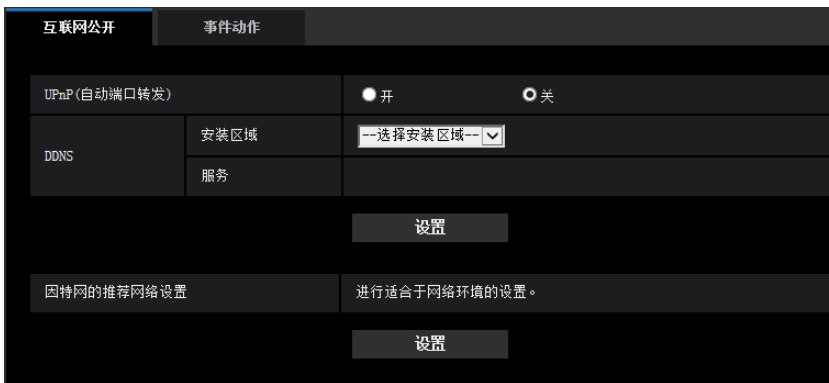 互联网公开 事件动作
UPnP(自动端口转发) 开 关
DDNS 安装区域 --选择安装区域--
服务
设置
因特网的推荐网络设置 进行适合于网络环境的设置。
设置